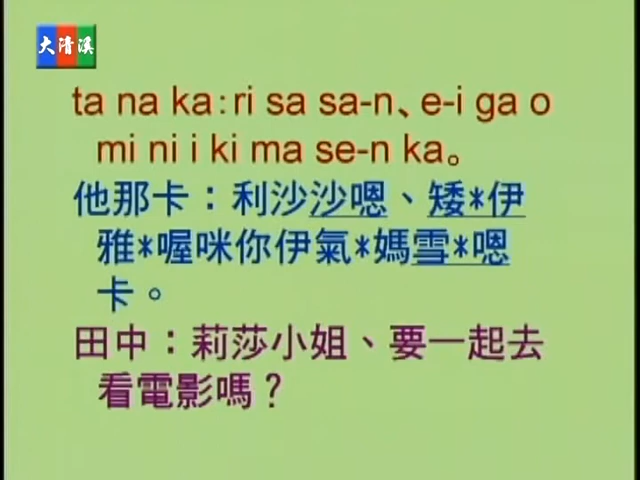 大清溪
ta na ka：ri sa sa-n、e-i ga o
mi ni i ki ma se-n ka。
他那卡：利沙沙嗯、矮*伊
雅*喔咪你伊氣*媽雪*嗯
卡。
田中：莉莎小姐、要一起去
看電影嗎？